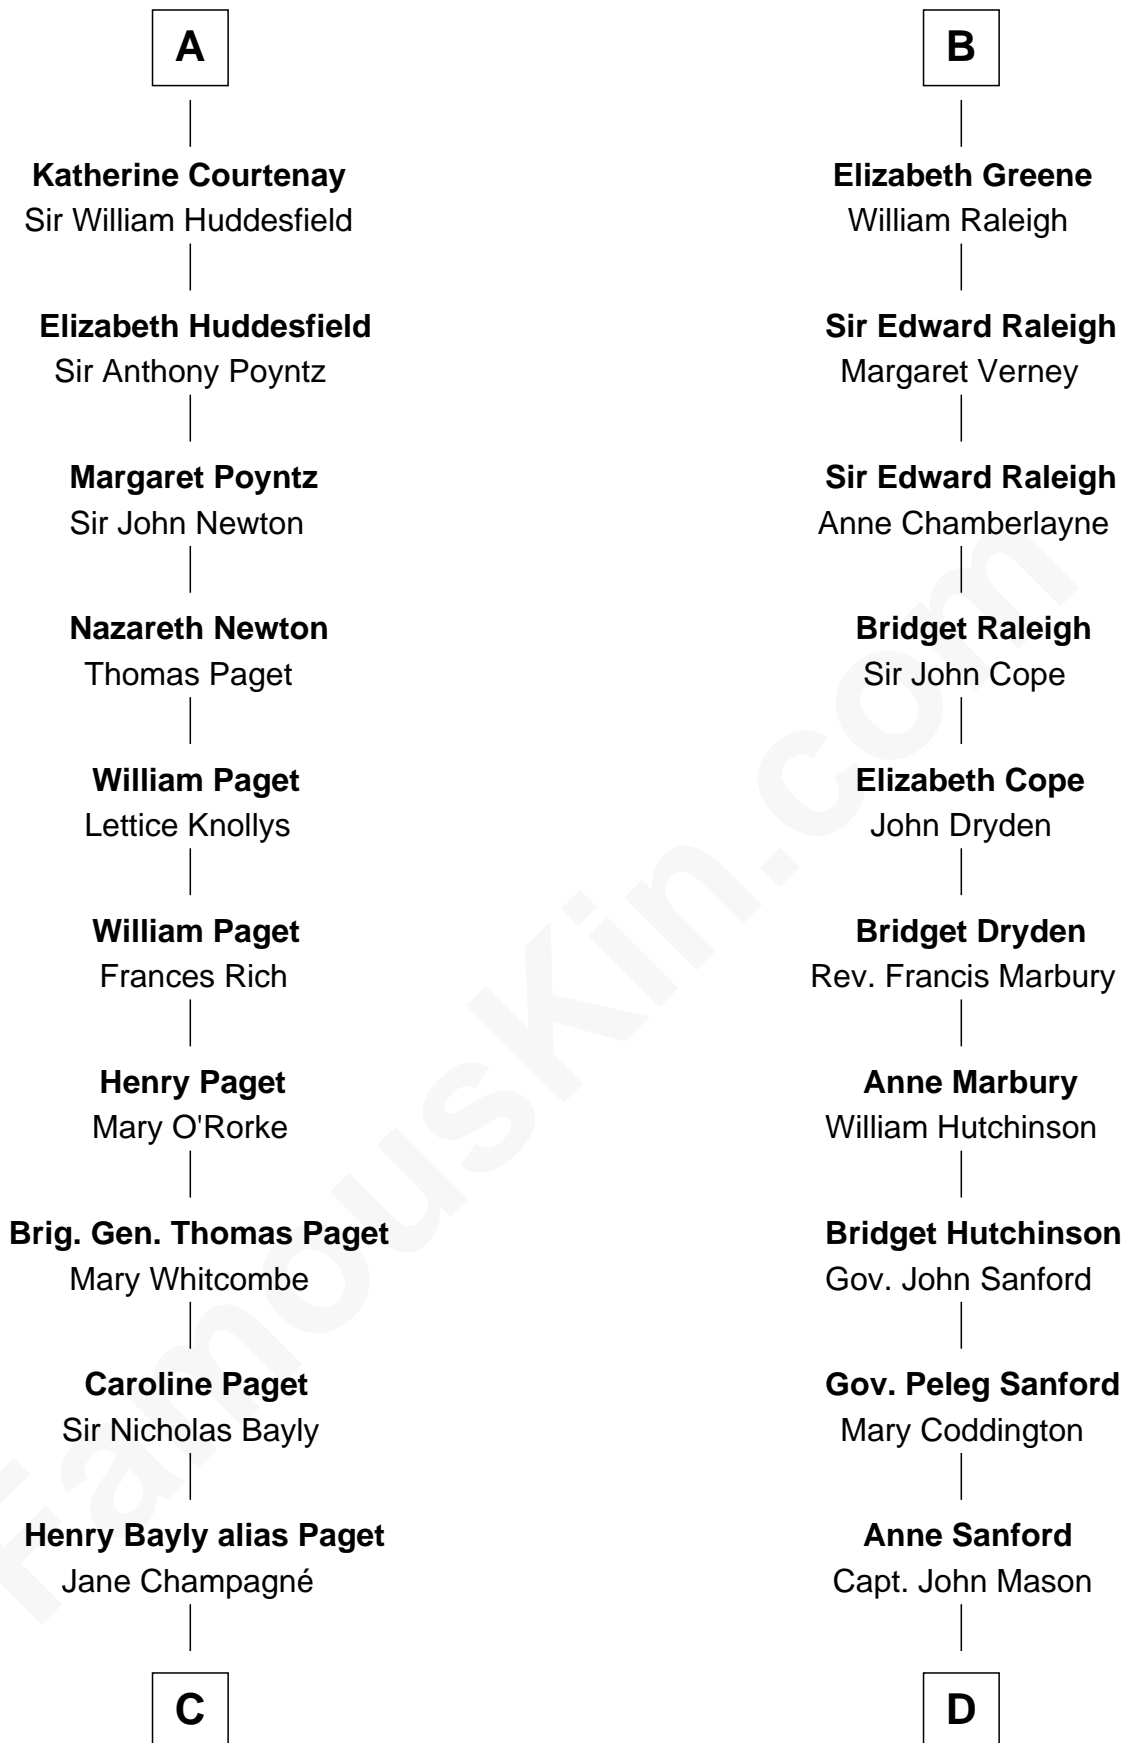 A
Katherine Courtenay
Sir William Huddesfield
Elizabeth Huddesfield
Sir Anthony Poyntz
Margaret Poyntz
Sir John Newton
Nazareth Newton
Thomas Paget
William Paget
Lettice Knollys
William Paget
Frances Rich
Henry Paget
Mary O'Rorke
Brig. Gen. Thomas Paget
Mary Whitcombe
Caroline Paget
Sir Nicholas Bayly
Henry Bayly alias Paget
Jane Champagné
C
B
Elizabeth Greene
William Raleigh
Sir Edward Raleigh
Margaret Verney
Sir Edward Raleigh
Anne Chamberlayne
Bridget Raleigh
Sir John Cope
Elizabeth Cope
John Dryden
Bridget Dryden
Rev. Francis Marbury
Anne Marbury
William Hutchinson
Bridget Hutchinson
Gov. John Sanford
Gov. Peleg Sanford
Mary Coddington
Anne Sanford
Capt. John Mason
D
FamousKin.com